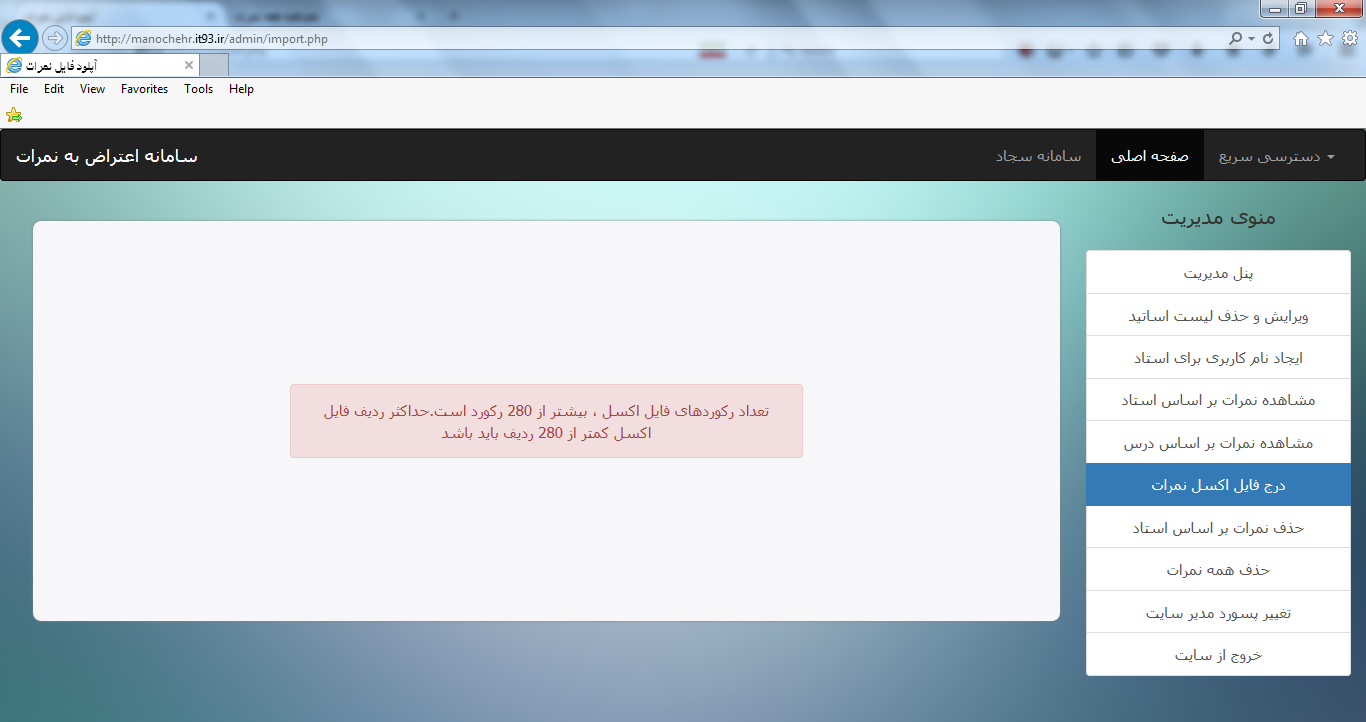 http://manochehr.it93.ir/admin/import.php
آپلود فایل نمرات
File Edit View Favorites Tools Help
سامانه اعتراض به نمرات
دسترسی سریع
صفحه اصلی
سامانه سجاد
منوی مدیریت
پنل مدیریت
ویرایش و حذف لیست اساتید
ایجاد نام کاربری برای استاد
مشاهده نمرات بر اساس استاد
مشاهده نمرات بر اساس درس
درج فایل اکسل نمرات
حذف نمرات بر اساس استاد
حذف همه نمرات
تغییر پسورد مدیر سایت
خروج از سایت
تعداد رکوردهای فایل اکسل ، بیشتر از 280 رکورد است.حداکثر ردیف فایل
اکسل کمتر از 280 ردیف باید باشد